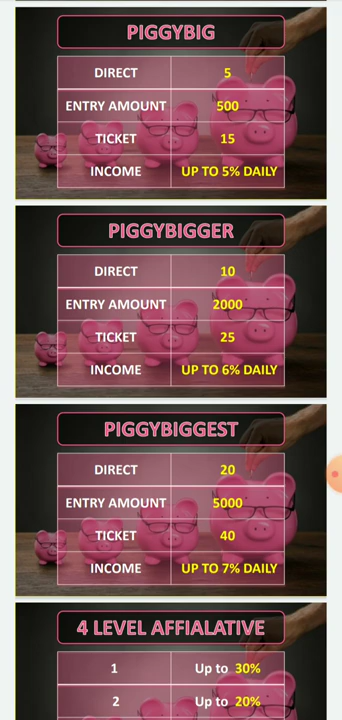 PIGGYBIG
DIRECT 5
ENTRY AMOUNT 500
TICKET 15
INCOME UP TO 5% DAILY
PIGGYBIGGER
DIRECT 10
ENTRY AMOUNT 2000
TICKET 25
INCOME UP TO 6% DAILY
PIGGYBIGGEST
DIRECT 20
ENTRY AMOUNT 5000
TICKET 40
INCOME UP TO 7% DAILY
4 LEVEL AFFIALATIVE
1 Up to 30%
2 Up to 20%